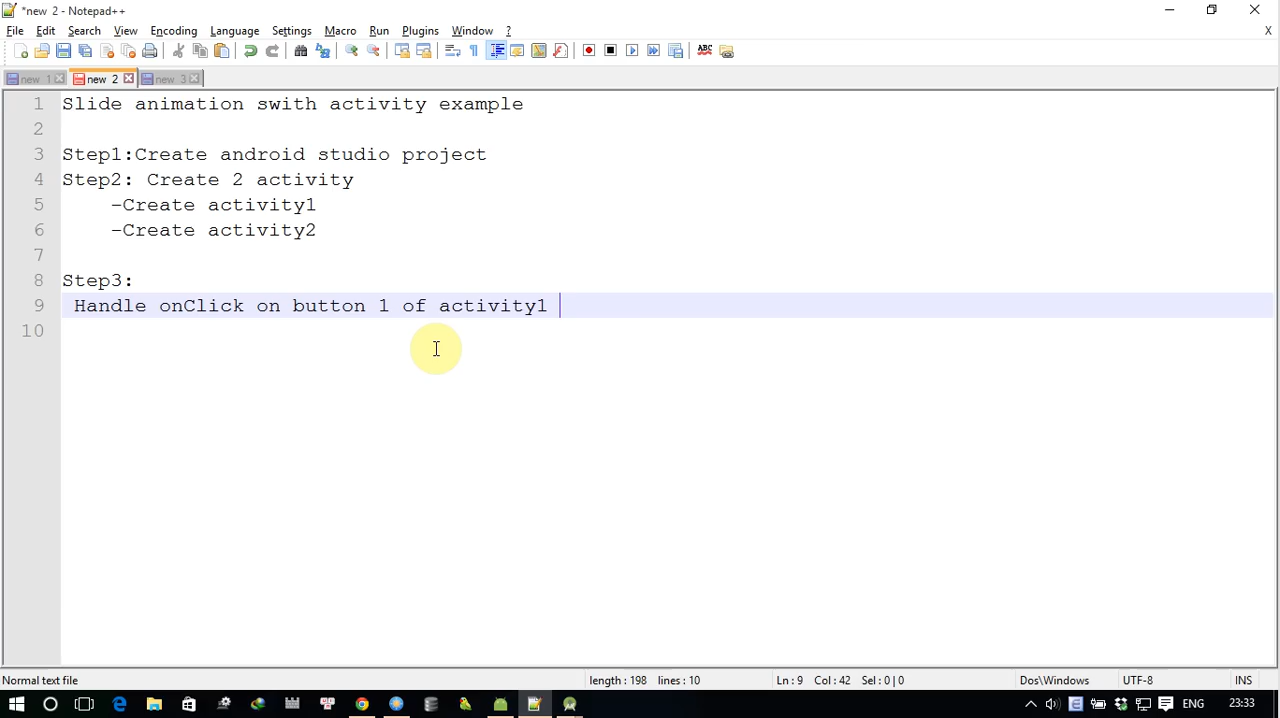 *new 2 - Notepad++
File Edit Search View Encoding Language Settings Macro Run Plugins Window ? X
new 1 new 2 new 3
1 Slide animation swith activity example
2
3 Step1:Create android studio project
4 Step2: Create 2 activity
5 -Create activity1
6 -Create activity2
7
8 Step3:
9 Handle onClick on button 1 of activity1
10
Normal text file length : 198 lines : 10 Ln : 9 Col : 42 Sel : 0 | 0 Dos\Windows UTF-8 INS
ENG 23:33